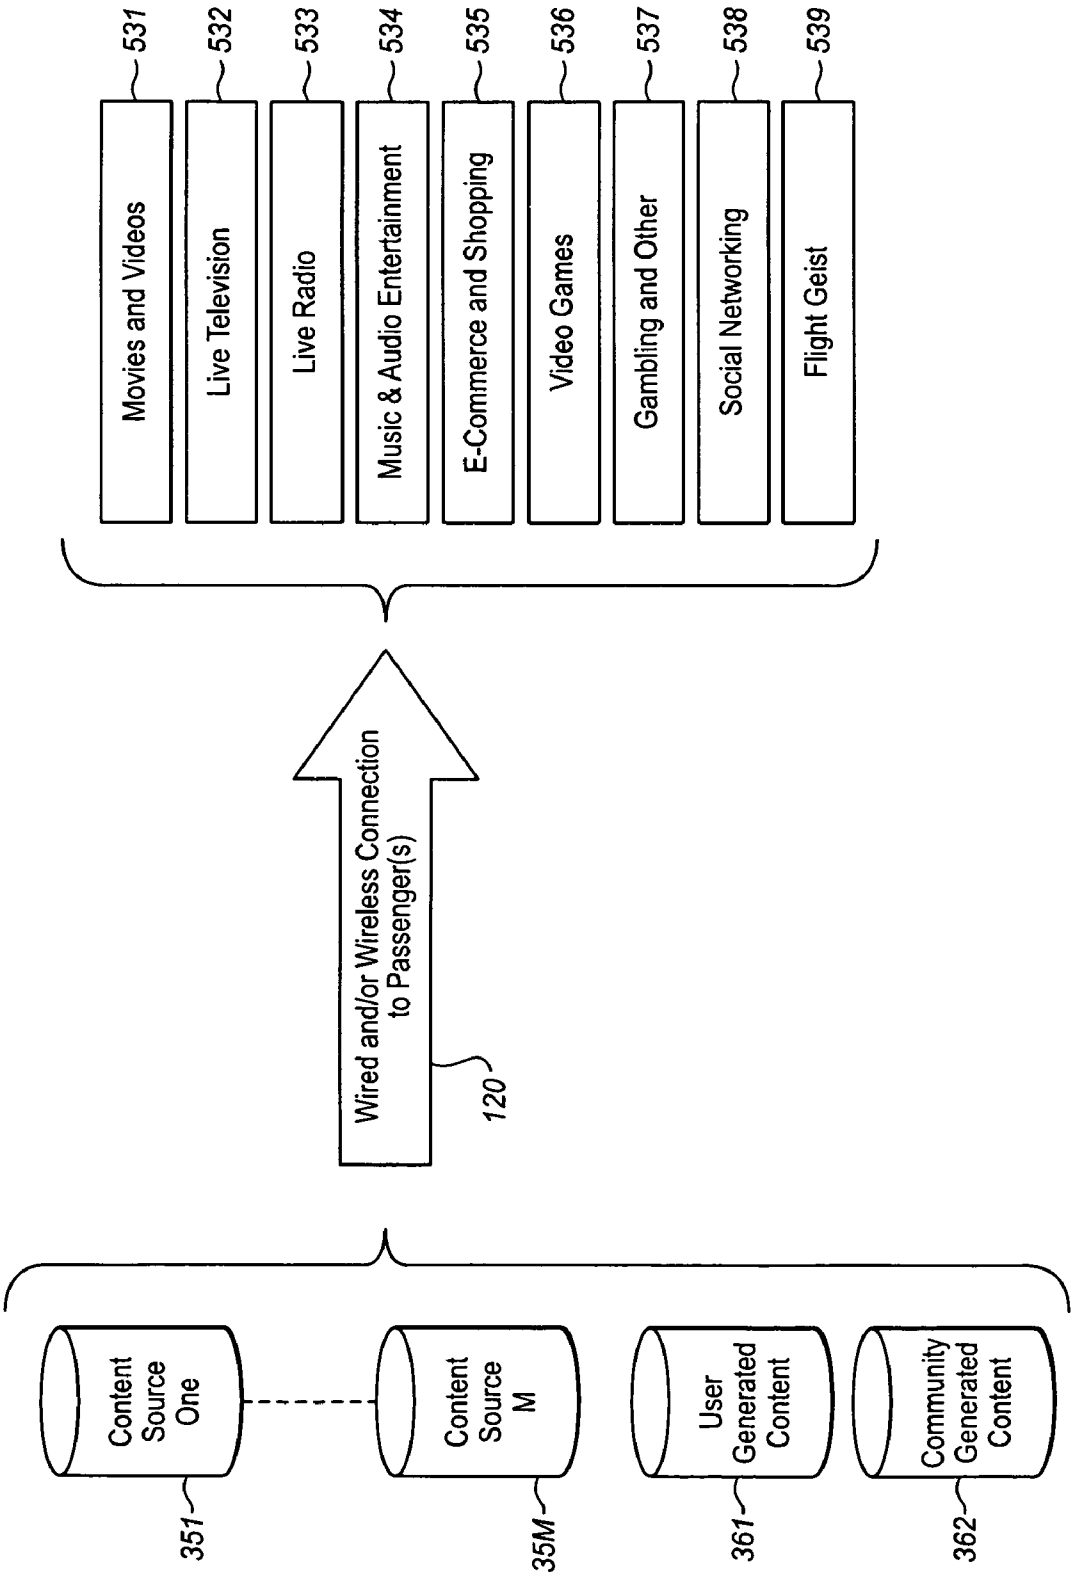 Content
Source
One
351
Content
Source
M
35M
User
Generated
Content
361
Community
Generated
Content
362
Wired and/or Wireless Connection
to Passenger(s)
120
Movies and Videos
531
Live Television
532
Live Radio
533
Music & Audio Entertainment
534
E-Commerce and Shopping
535
Video Games
536
Gambling and Other
537
Social Networking
538
Flight Geist
539